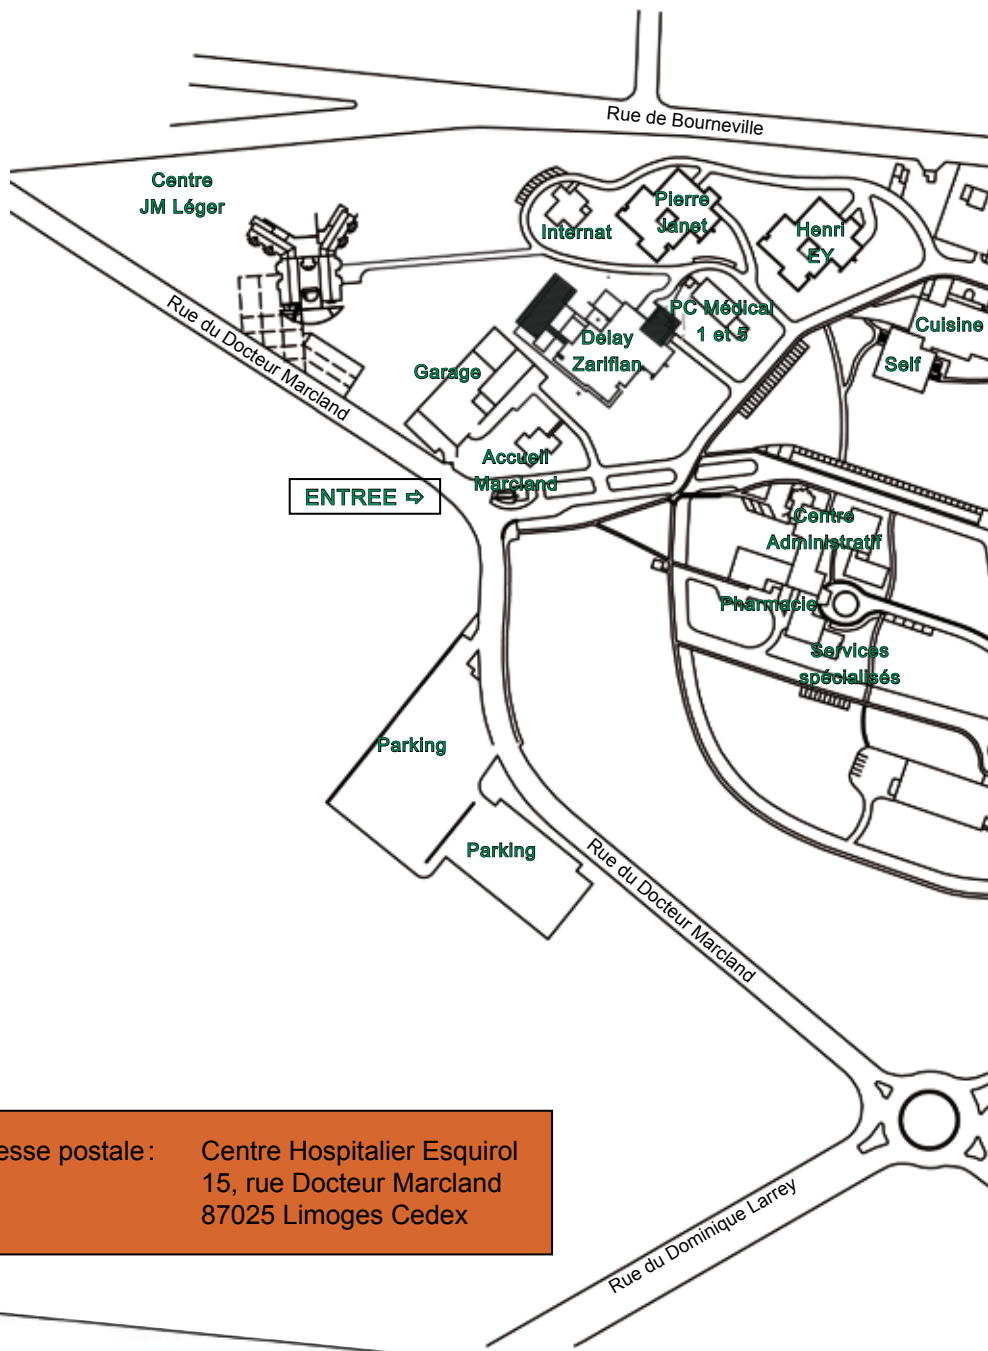 Rue de Bourneville
Centre
JM Léger
Internat
Pierre
Janet
Henri
EY
Rue du Docteur Marcland
Garage
Delay
Zarifian
PC Médical
1 et 5
Cuisine
Self
Accueil
Marcland
ENTREE ⇨
Centre
Administratif
Pharmacie
Services
spécialisés
Parking
Parking
Rue du Docteur Marcland
esse postale : Centre Hospitalier Esquirol
15, rue Docteur Marcland
87025 Limoges Cedex
Rue du Dominique Larrey